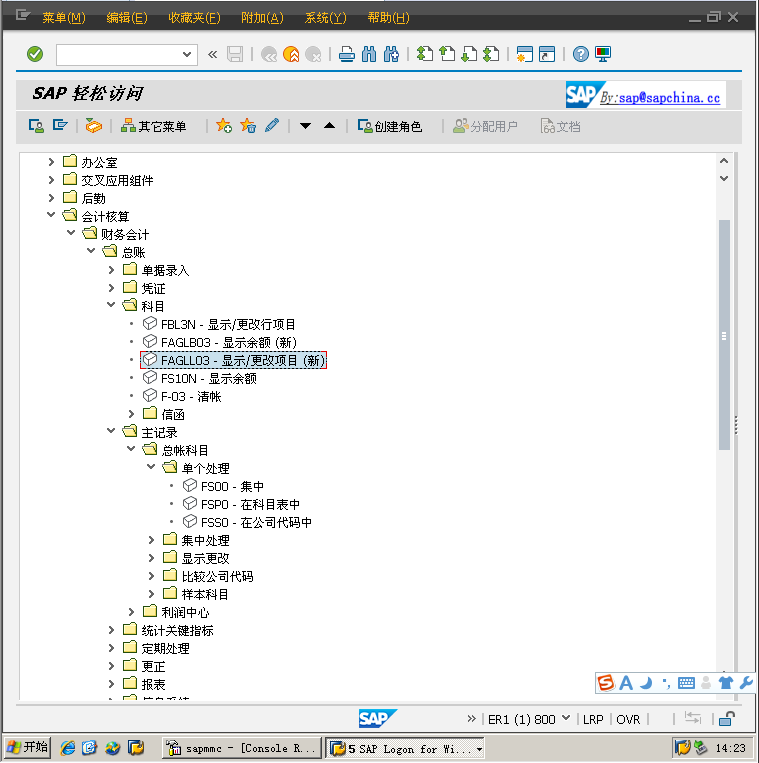 菜单(M) 编辑(E) 收藏夹(F) 附加(A) 系统(Y) 帮助(H)
SAP 轻松访问
SAP By:sap@sapchina.cc
其它菜单 创建角色 分配用户 文档
办公室
交叉应用组件
后勤
会计核算
财务会计
总账
单据录入
凭证
科目
FBL3N - 显示/更改行项目
FAGLB03 - 显示余额 (新)
FAGLL03 - 显示/更改项目 (新)
FS10N - 显示余额
F-03 - 清帐
信函
主记录
总帐科目
单个处理
FS00 - 集中
FSP0 - 在科目表中
FSS0 - 在公司代码中
集中处理
显示更改
比较公司代码
样本科目
利润中心
统计关键指标
定期处理
更正
报表
SAP ER1 (1) 800 LRP OVR
开始 sapmmc - [Console R... 5 SAP Logon for Wi... 14:23